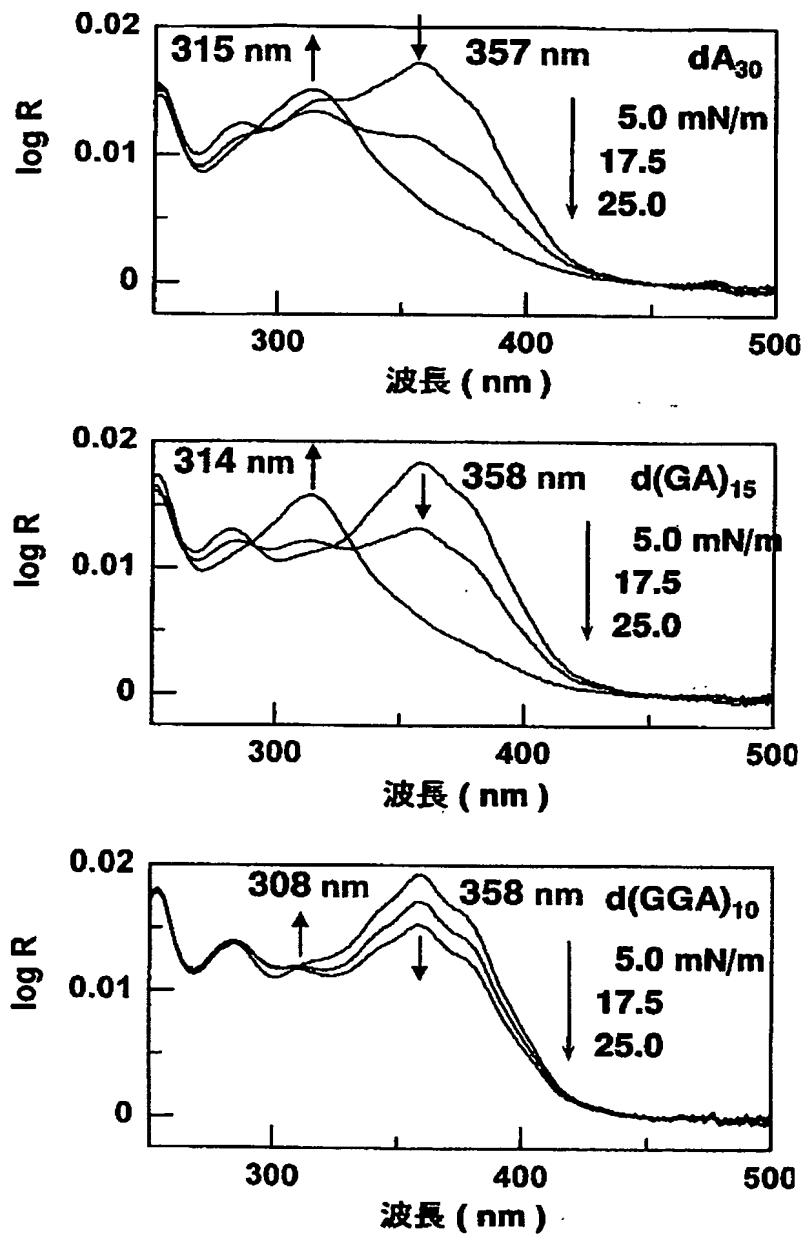 0.02
315 nm
357 nm
dA30
5.0 mN/m
17.5
25.0
0.01
0
log R
300
400
500
波長 ( nm )
0.02
314 nm
358 nm
d(GA)15
5.0 mN/m
17.5
25.0
0.01
0
log R
300
400
500
波長 ( nm )
0.02
308 nm
358 nm
d(GGA)10
5.0 mN/m
17.5
25.0
0.01
0
log R
300
400
500
波長 ( nm )